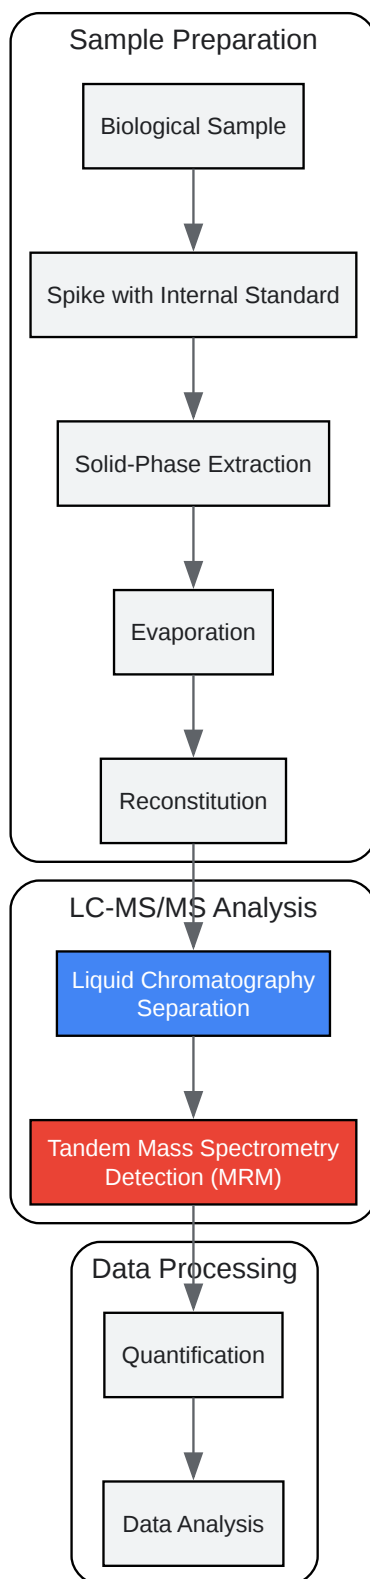 Sample Preparation
Biological Sample
Spike with Internal Standard
Solid-Phase Extraction
Evaporation
Reconstitution
LC-MS/MS Analysis
Liquid Chromatography
Separation
Tandem Mass Spectrometry
Detection (MRM)
Data Processing
Quantification
Data Analysis